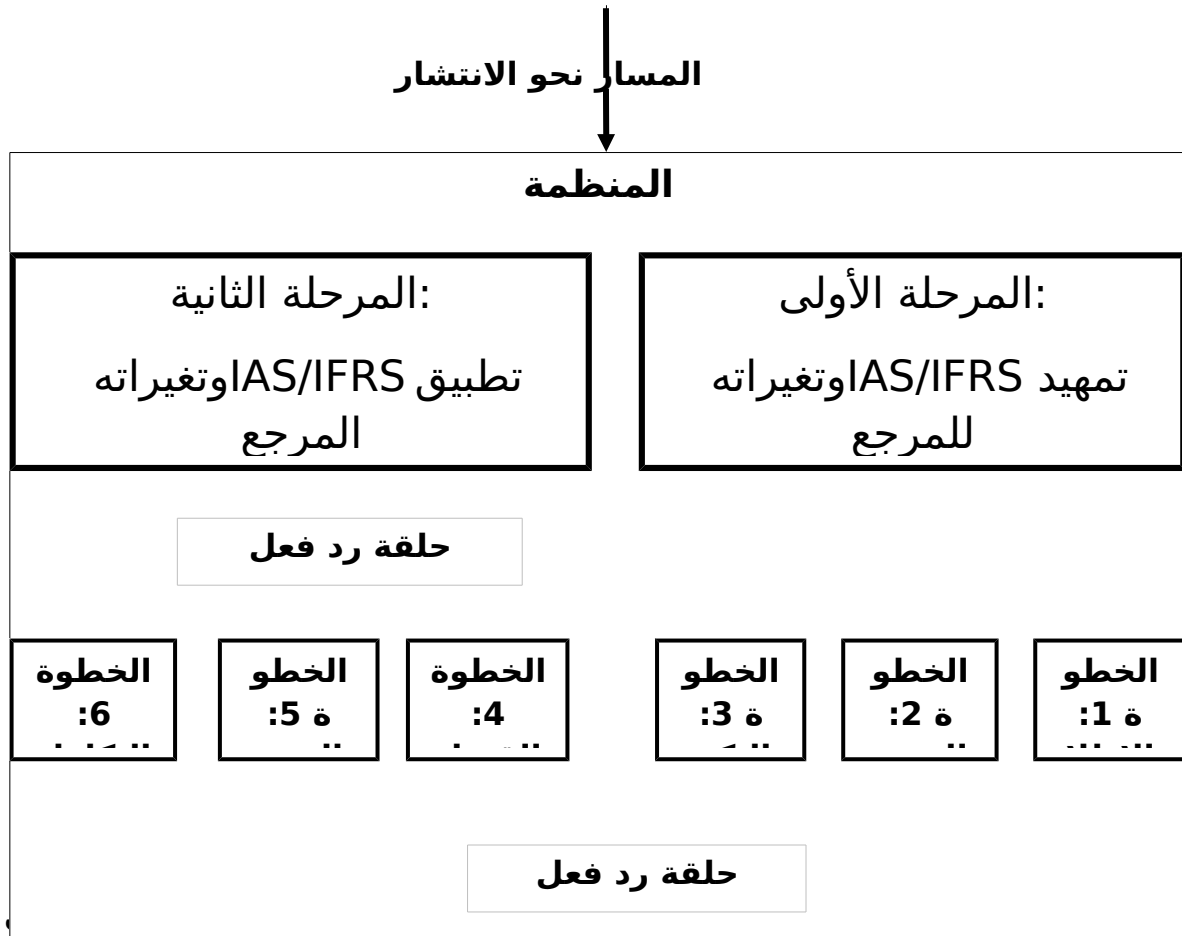 المسار نحو الانتشار
المنظمة
المرحلة الأولى:
تمهيد IAS/IFRSوتغيراته
للمرجع
المرحلة الثانية:
تطبيق IAS/IFRSوتغيراته
المرجع
حلقة رد فعل
الخطو
ة 1:
الخطو
ة 2:
الخطو
ة 3:
الخطوة
4:
الخطو
ة 5:
الخطوة
6:
حلقة رد فعل